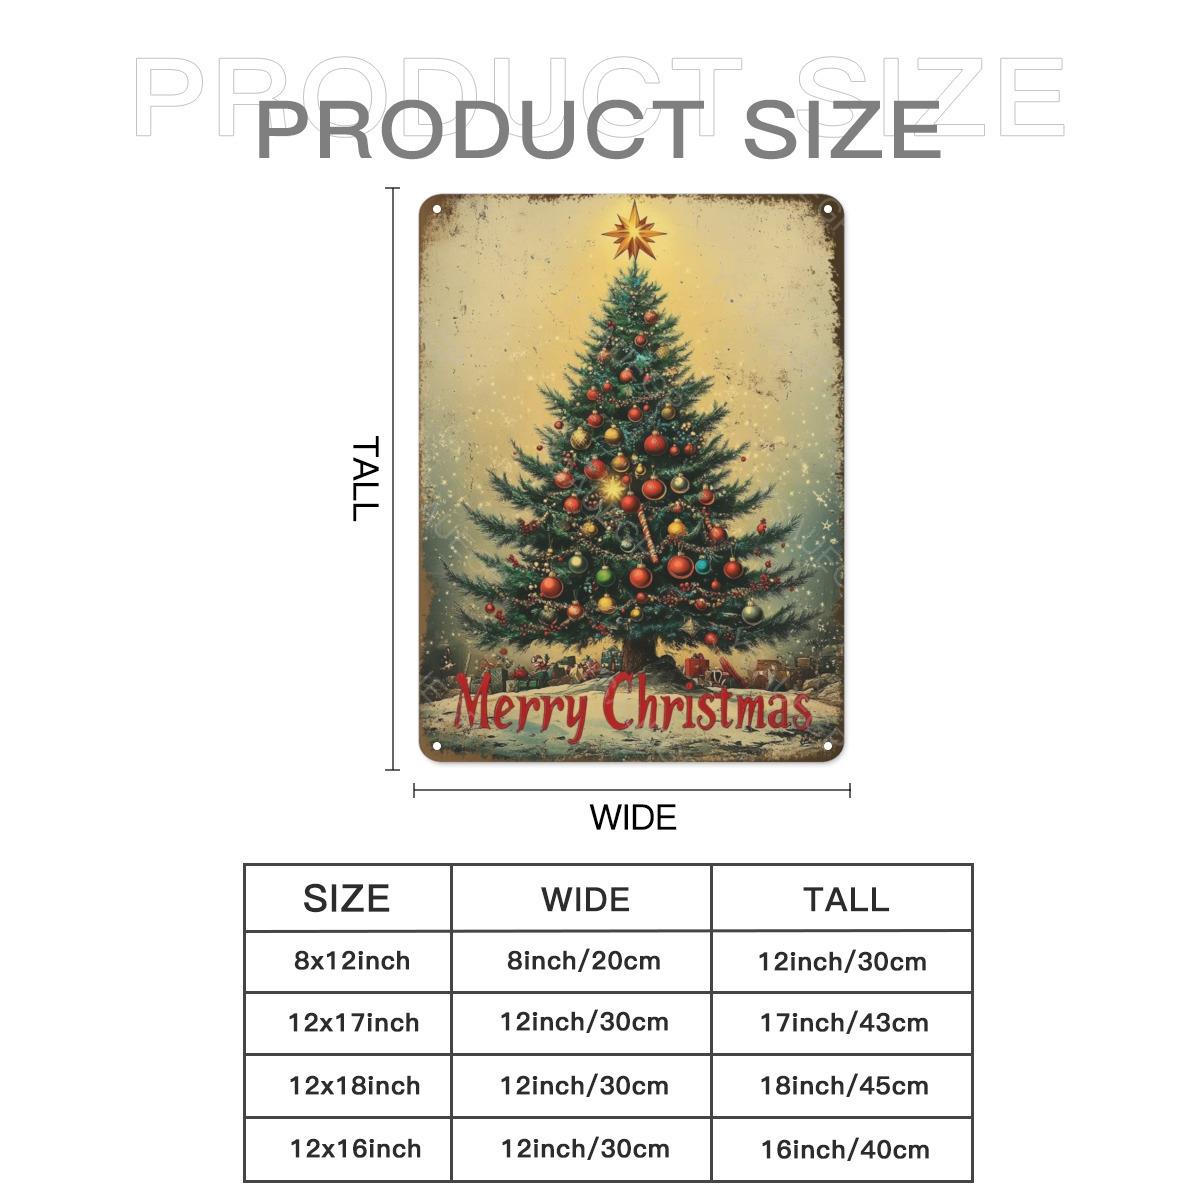 PRODUCT SIZE
PRODUCT SIZE
TALL
Merry Christmas
WIDE
SIZE WIDE TALL
8x12inch 8inch/20cm 12inch/30cm
12x17inch 12inch/30cm 17inch/43cm
12x18inch 12inch/30cm 18inch/45cm
12x16inch 12inch/30cm 16inch/40cm